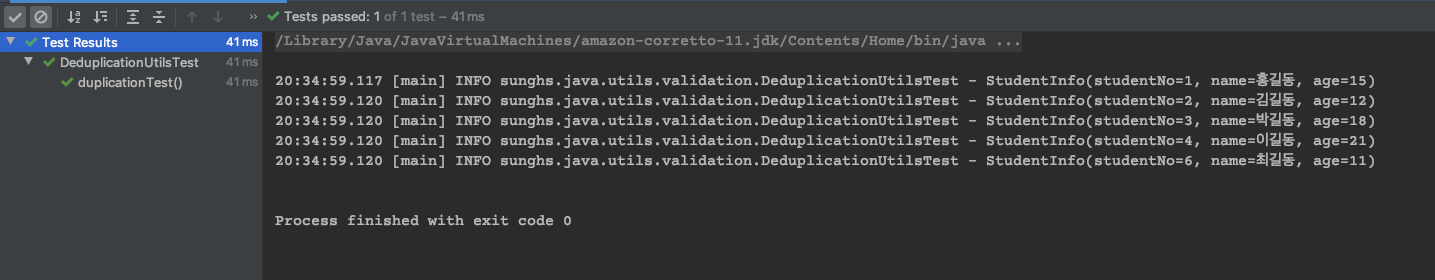 Tests passed: 1 of 1 test – 41 ms
Test Results 41 ms
DeduplicationUtilsTest 41 ms
duplicationTest() 41 ms
/Library/Java/JavaVirtualMachines/amazon-corretto-11.jdk/Contents/Home/bin/java ...
20:34:59.117 [main] INFO sunghs.java.utils.validation.DeduplicationUtilsTest - StudentInfo(studentNo=1, name=홍길동, age=15)
20:34:59.120 [main] INFO sunghs.java.utils.validation.DeduplicationUtilsTest - StudentInfo(studentNo=2, name=김길동, age=12)
20:34:59.120 [main] INFO sunghs.java.utils.validation.DeduplicationUtilsTest - StudentInfo(studentNo=3, name=박길동, age=18)
20:34:59.120 [main] INFO sunghs.java.utils.validation.DeduplicationUtilsTest - StudentInfo(studentNo=4, name=이길동, age=21)
20:34:59.120 [main] INFO sunghs.java.utils.validation.DeduplicationUtilsTest - StudentInfo(studentNo=6, name=최길동, age=11)
Process finished with exit code 0